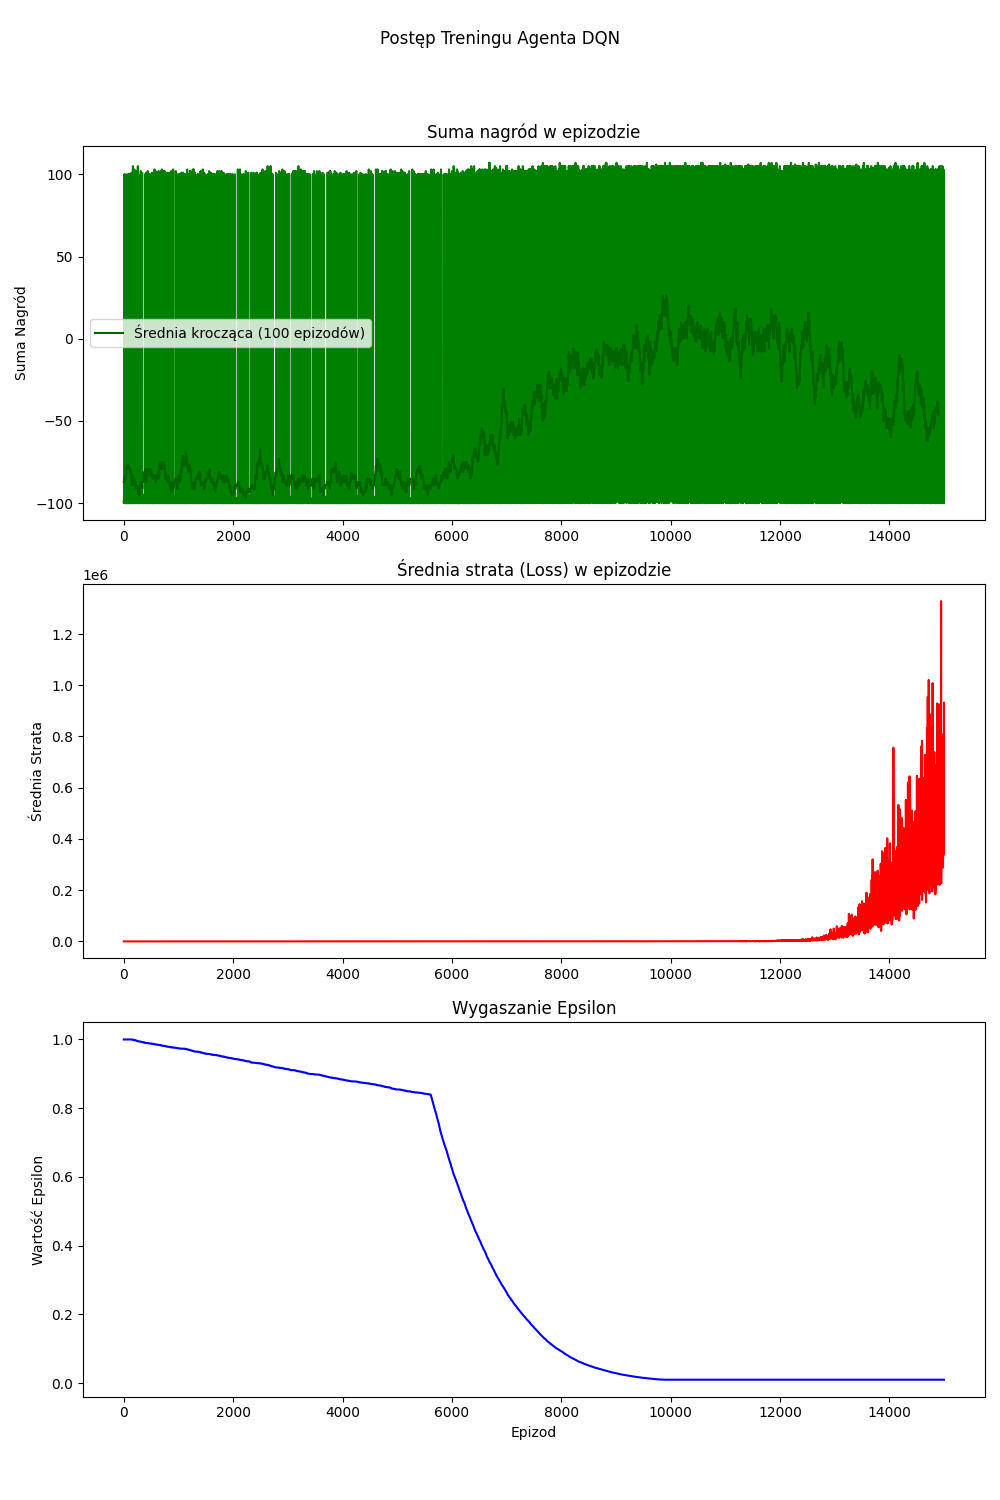 Postęp Treningu Agenta DQN
Suma nagród w epizodzie
Suma Nagród
100
50
0
−50
−100
Średnia krocząca (100 epizodów)
0 2000 4000 6000 8000 10000 12000 14000
Średnia strata (Loss) w epizodzie
1e6
Średnia Strata
1.2
1.0
0.8
0.6
0.4
0.2
0.0
0 2000 4000 6000 8000 10000 12000 14000
Wygaszanie Epsilon
Wartość Epsilon
1.0
0.8
0.6
0.4
0.2
0.0
0 2000 4000 6000 8000 10000 12000 14000
Epizod